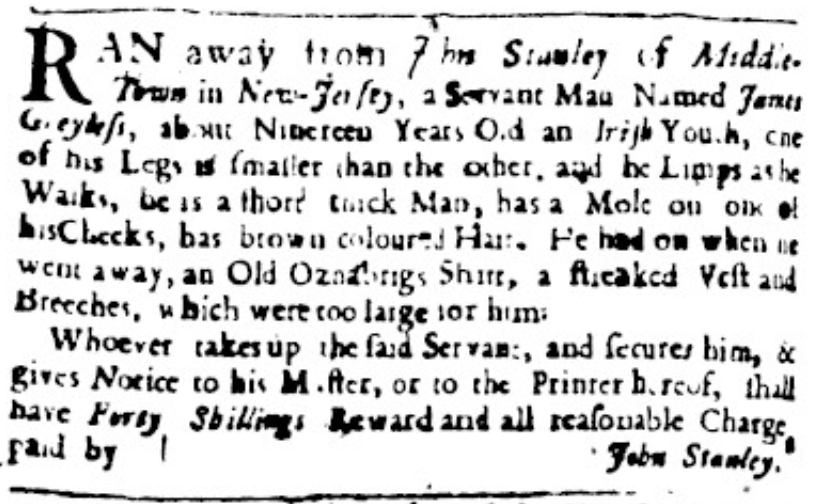 RAN away from John Stanley of Middle-
Town in New-Jerſey, a Servant Man Named James
about Nineteen Years Old an Iriſh Youth, one
of his Legs is ſmaller than the other, and he Limps as he
Walks, he is a ſhort thick Man, has a Mole on one of
his Cheeks, has brown coloured Hair. He had on when he
went away, an Old Oznabrigs Shirt, a ſtreaked Veſt and
Breeches, which were too large for him:
Whoever takes up the ſaid Servant, and ſecures him, &
gives Notice to his Maſter, or to the Printer hereof, ſhall
have Forty Shillings Reward and all reaſonable Charge
paid by
John Stanley.